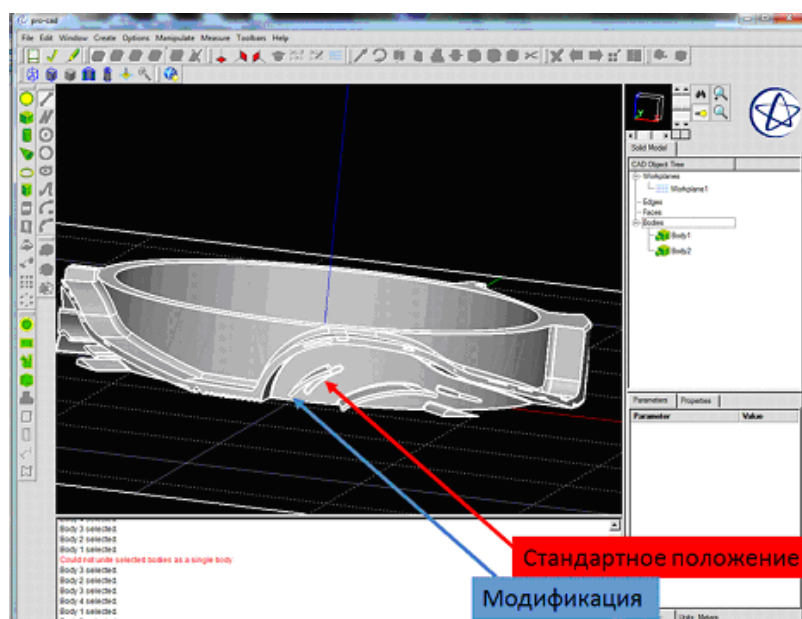 pro-cad
File Edit Window Create Options Manipulate Measure Toolbars Help
Solid Model
CAD Object Tree
Workplanes
Workplane1
Edges
Faces
Bodies
Body1
Body2
Parameters Properties
Parameter Value
Body 3 selected.
Body 2 selected.
Body 1 selected.
Could not unite selected bodies as a single body
Body 3 selected.
Body 2 selected.
Body 3 selected.
Body 4 selected.
Body 1 selected.
Стандартное положение
Модификация
Units: Meters